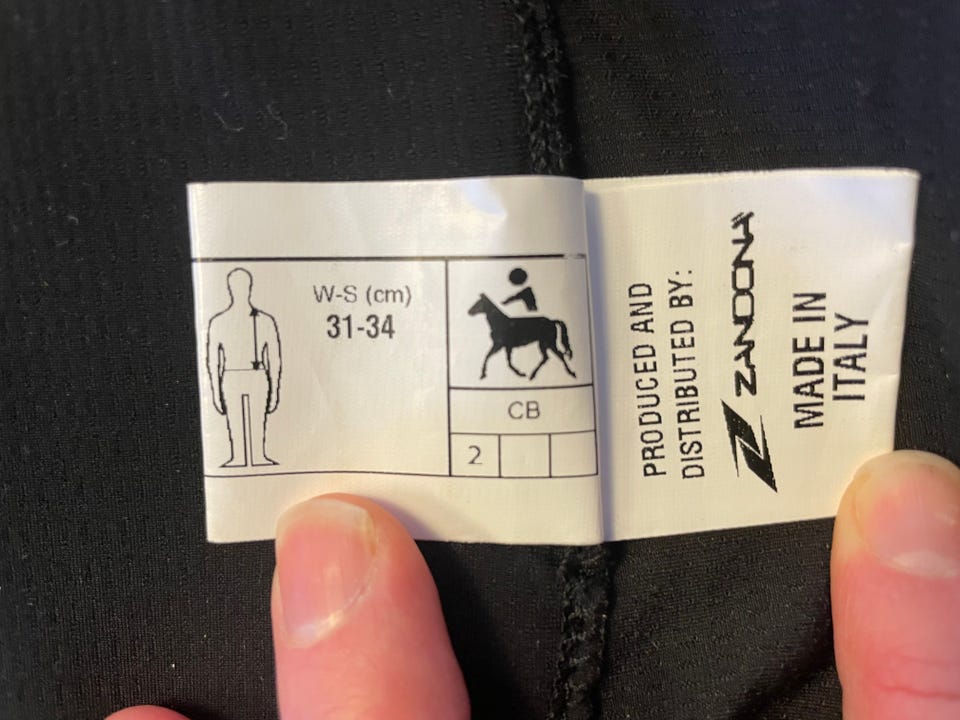 W-S (cm)
31-34
CB
2
PRODUCED AND
DISTRIBUTED BY:
ZANDONA
MADE IN
ITALY